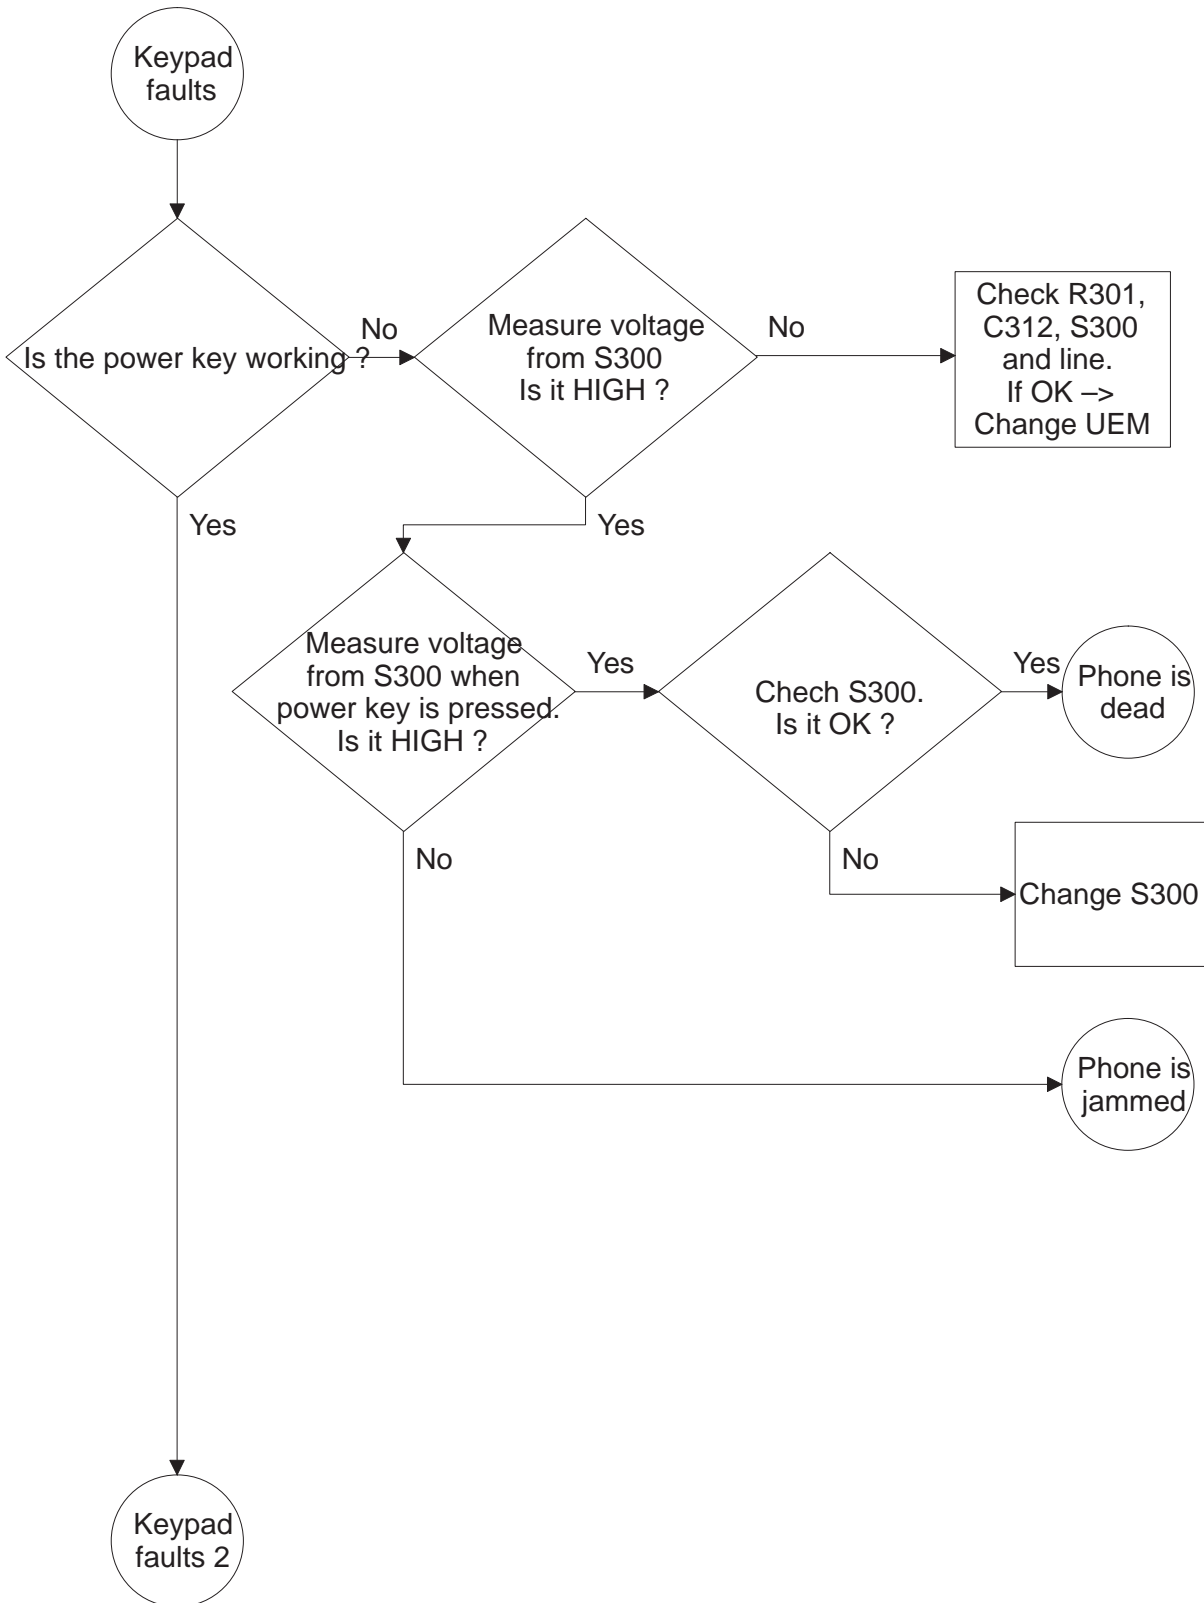 Keypad
faults
Is the power key working ?
No
Measure voltage
from S300
Is it HIGH ?
No
Check R301,
C312, S300
and line.
If OK –>
Change UEM
Yes
Yes
Measure voltage
from S300 when
power key is pressed.
Is it HIGH ?
Yes
Chech S300.
Is it OK ?
Yes
Phone is
dead
No
No
Change S300
Phone is
jammed
Keypad
faults 2